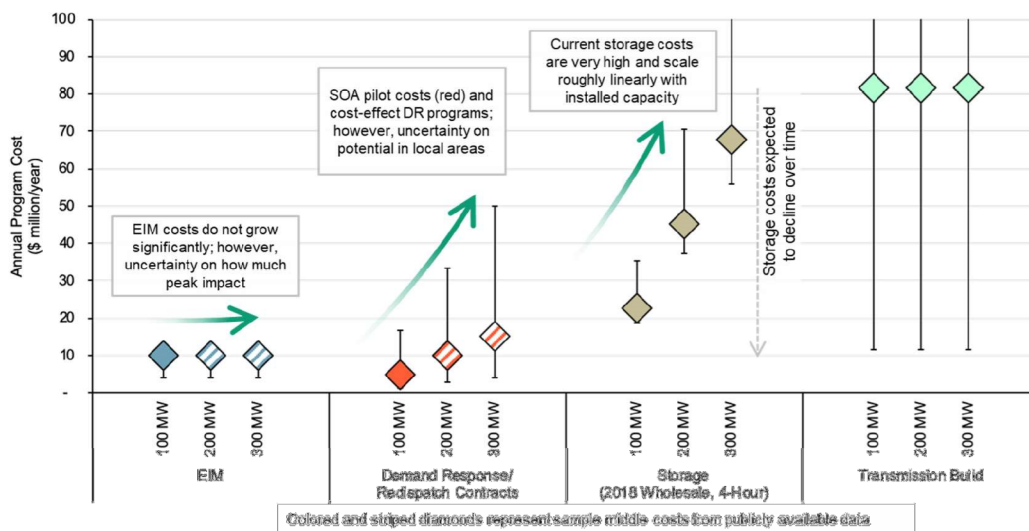 Annual Program Cost
($ million/year)
100
90
80
70
60
50
40
30
20
10
-
EIM costs do not grow
significantly; however,
uncertainty on how much
peak impact
SOA pilot costs (red) and
cost-effect DR programs;
however, uncertainty on
potential in local areas
Current storage costs
are very high and scale
roughly linearly with
installed capacity
Storage costs expected
to decline over time
100 MW
200 MW
300 MW
EIM
100 MW
200 MW
300 MW
Demand Response/
Redispatch Contracts
100 MW
200 MW
300 MW
Storage
(2018 Wholesale, 4-Hour)
100 MW
200 MW
300 MW
Transmission Build
Colored and striped diamonds represent sample middle costs from publicly available data